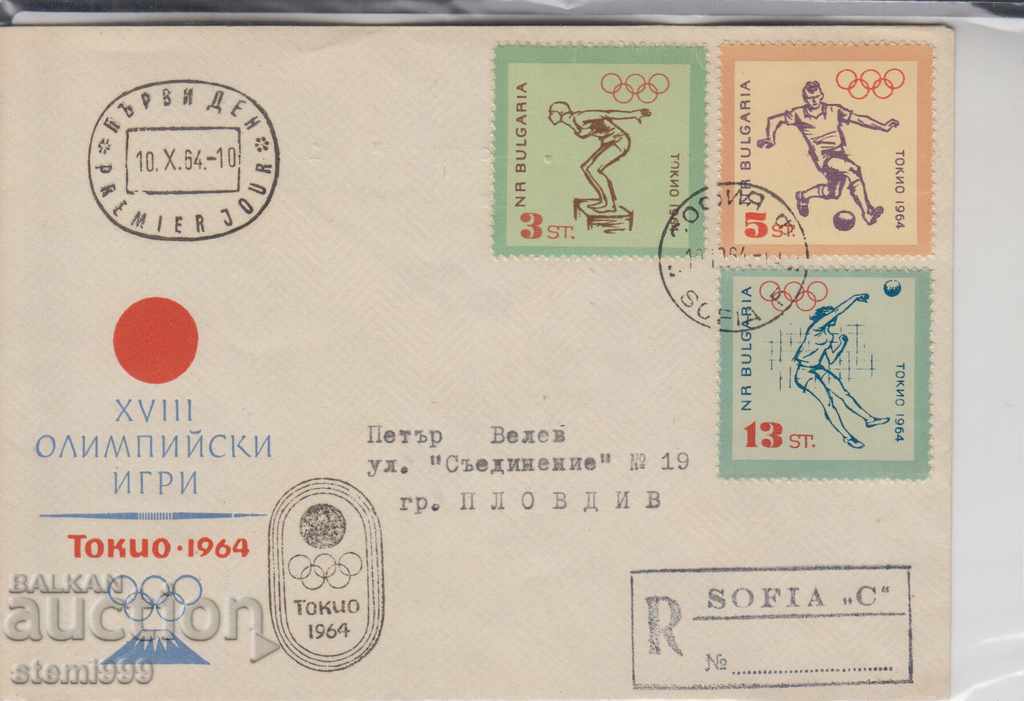 ПЪРВИ ДЕН
10. X. 64.-10
PREMIER JOUR
NR BULGARIA
ТОКИО 1964
3 ST.
NR BULGARIA
ТОКИО 1964
5 ST.
NR BULGARIA
ТОКИО 1964
13 ST.
XVIII
ОЛИМПИЙСКИ
ИГРИ
ТОКИО · 1964
Петър Велев
ул. "Съединение" № 19
гр. ПЛОВДИВ
ТОКИО
1964
R
SOFIA „C"
№
BALKAN
auction
stemi999